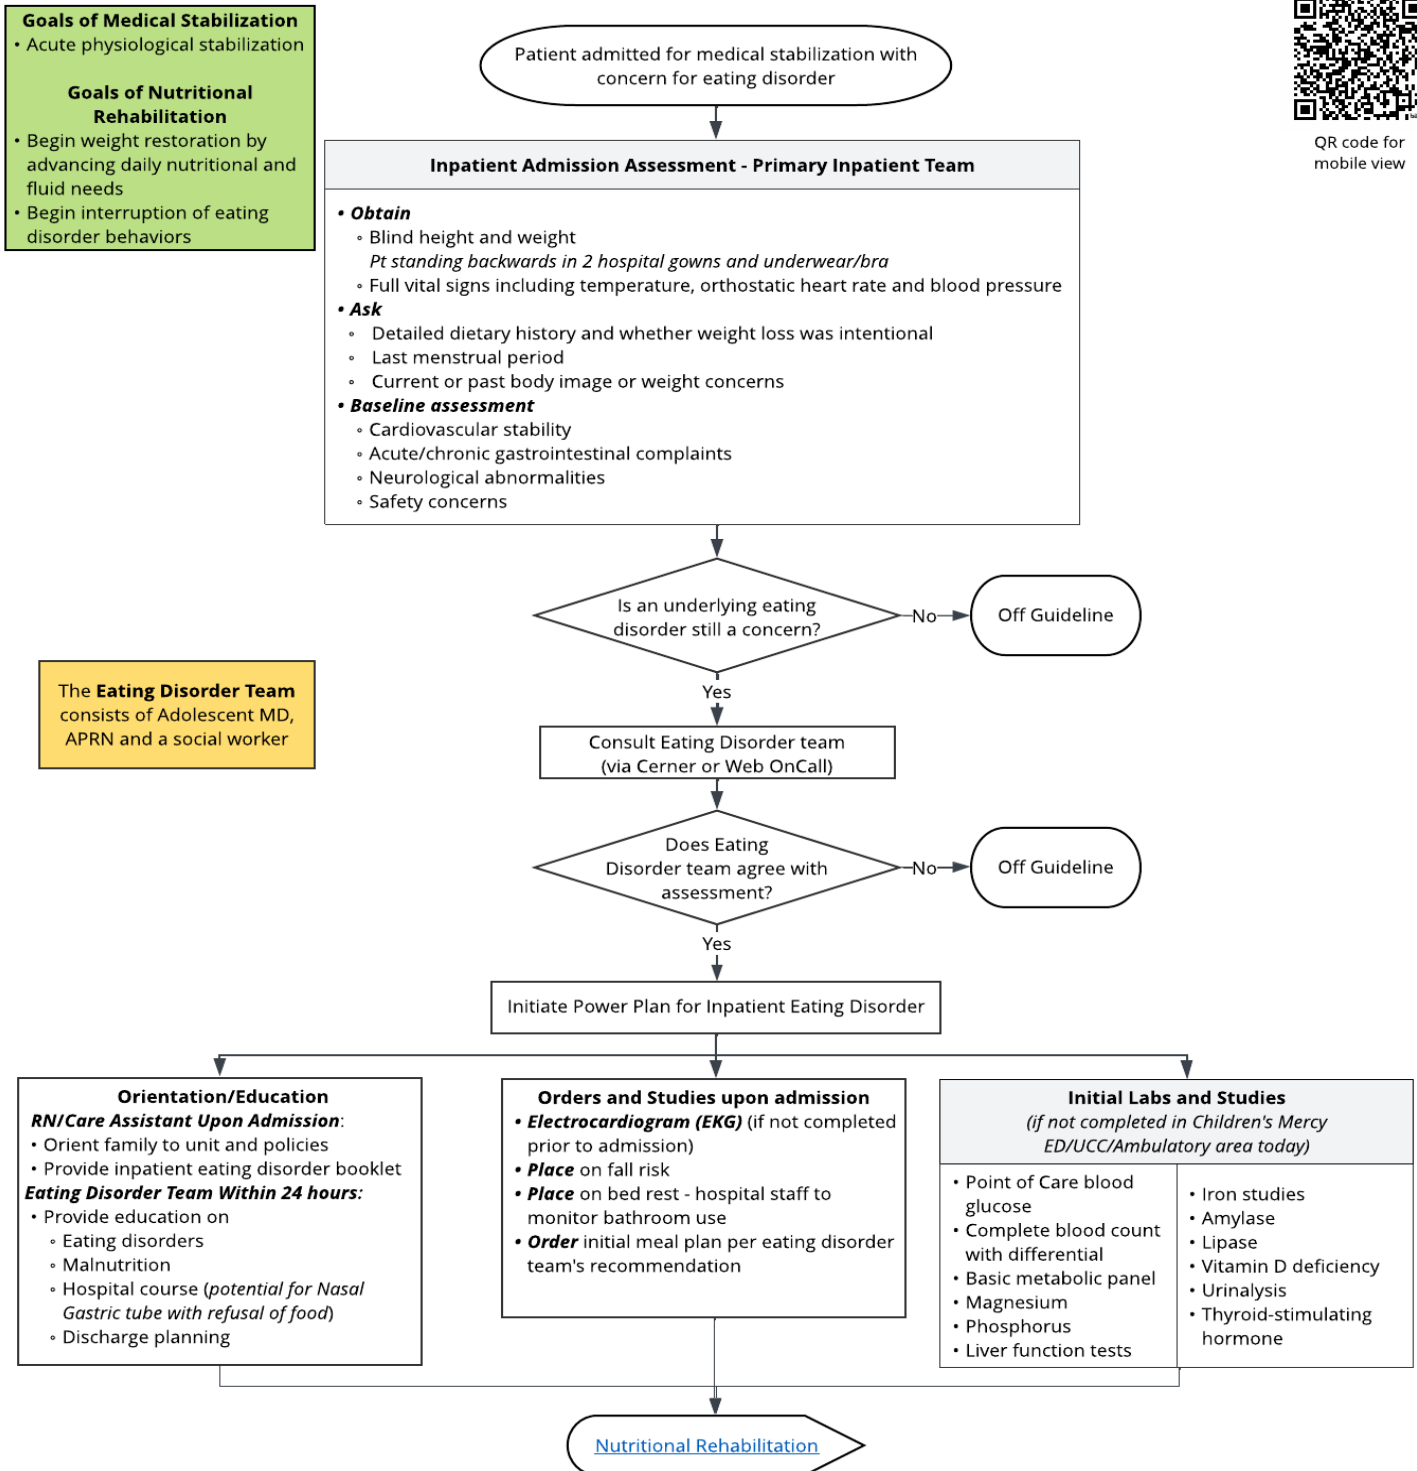 Goals of Medical Stabilization
• Acute physiological stabilization
Goals of Nutritional
Rehabilitation
• Begin weight restoration by
advancing daily nutritional and
fluid needs
• Begin interruption of eating
disorder behaviors
Patient admitted for medical stabilization with
concern for eating disorder
QR code for
mobile view
Inpatient Admission Assessment - Primary Inpatient Team
• Obtain
◦ Blind height and weight
Pt standing backwards in 2 hospital gowns and underwear/bra
◦ Full vital signs including temperature, orthostatic heart rate and blood pressure
• Ask
◦ Detailed dietary history and whether weight loss was intentional
◦ Last menstrual period
◦ Current or past body image or weight concerns
• Baseline assessment
◦ Cardiovascular stability
◦ Acute/chronic gastrointestinal complaints
◦ Neurological abnormalities
◦ Safety concerns
Is an underlying eating
disorder still a concern?
No
Off Guideline
Yes
The Eating Disorder Team
consists of Adolescent MD,
APRN and a social worker
Consult Eating Disorder team
(via Cerner or Web OnCall)
Does Eating
Disorder team agree with
assessment?
No
Off Guideline
Yes
Initiate Power Plan for Inpatient Eating Disorder
Orientation/Education
RN/Care Assistant Upon Admission:
• Orient family to unit and policies
• Provide inpatient eating disorder booklet
Eating Disorder Team Within 24 hours:
• Provide education on
◦ Eating disorders
◦ Malnutrition
◦ Hospital course (potential for Nasal
Gastric tube with refusal of food)
◦ Discharge planning
Orders and Studies upon admission
• Electrocardiogram (EKG) (if not completed
prior to admission)
• Place on fall risk
• Place on bed rest - hospital staff to
monitor bathroom use
• Order initial meal plan per eating disorder
team's recommendation
Initial Labs and Studies
(if not completed in Children's Mercy
ED/UCC/Ambulatory area today)
• Point of Care blood
glucose
• Complete blood count
with differential
• Basic metabolic panel
• Magnesium
• Phosphorus
• Liver function tests
• Iron studies
• Amylase
• Lipase
• Vitamin D deficiency
• Urinalysis
• Thyroid-stimulating
hormone
Nutritional Rehabilitation